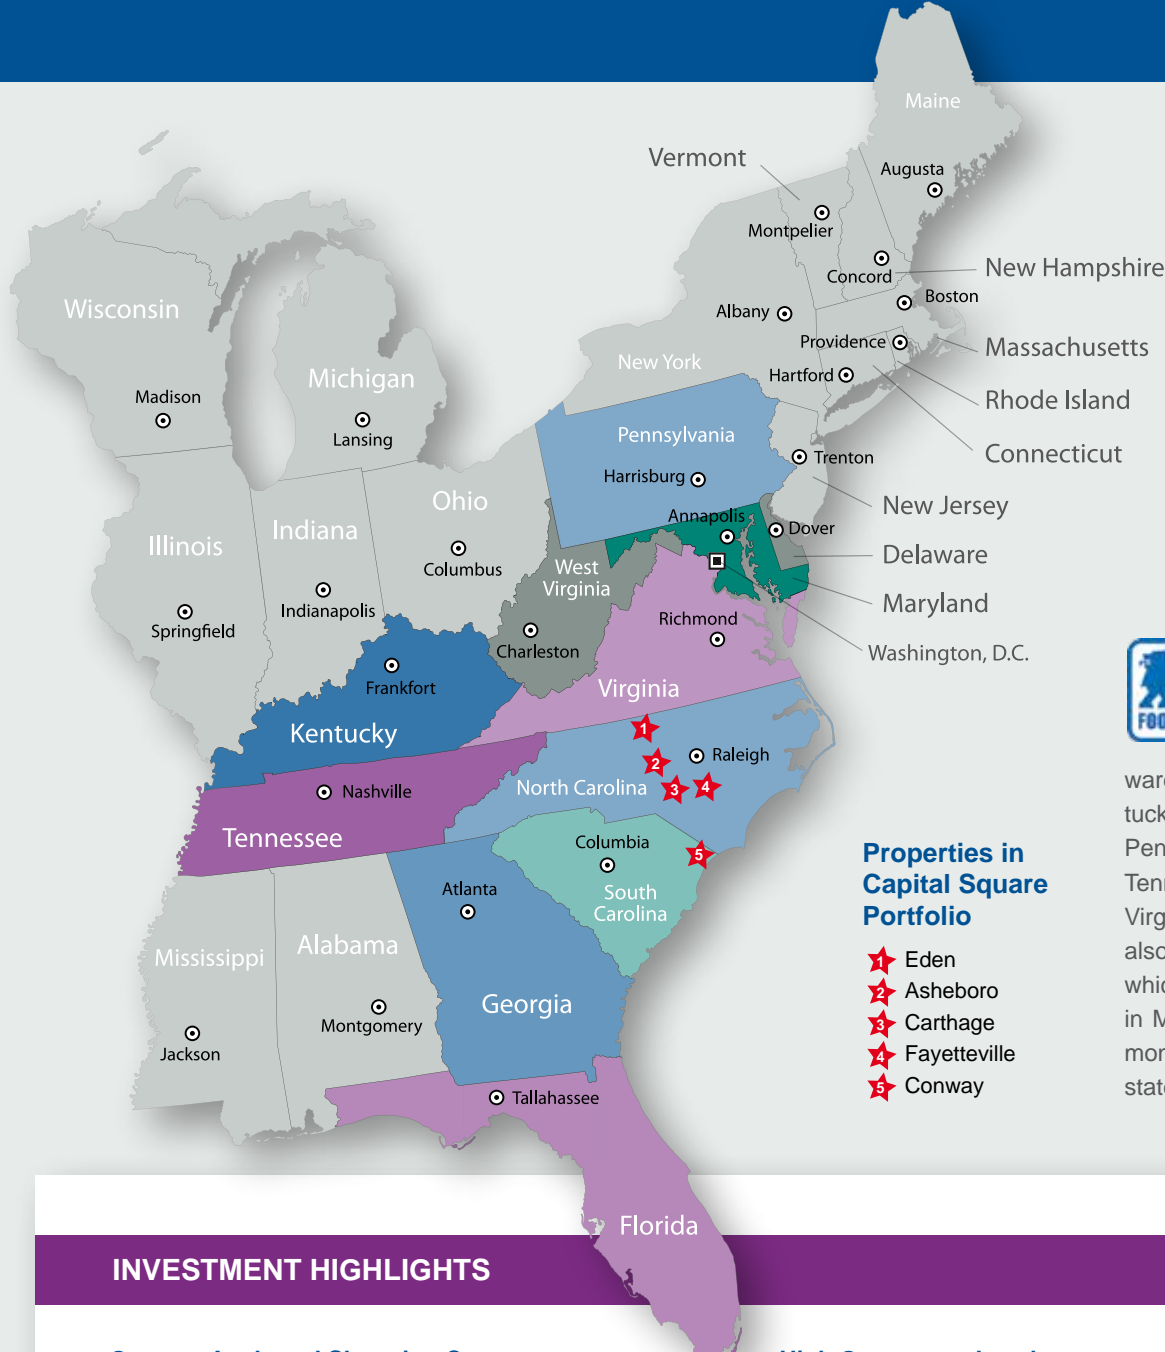 Maine
Vermont
Augusta
Montpelier
Concord
New Hampshire
Boston
Albany
Wisconsin
Providence
Massachusetts
New York
Michigan
Hartford
Madison
Rhode Island
Lansing
Pennsylvania
Connecticut
Trenton
Harrisburg
Ohio
New Jersey
Annapolis
Dover
Indiana
Illinois
Delaware
Columbus
West
Virginia
Maryland
Indianapolis
Richmond
Springfield
Charleston
Washington, D.C.
Frankfort
Virginia
Kentucky
1
Raleigh
2
North Carolina
3
4
Nashville
Tennessee
Columbia
5
South
Carolina
Atlanta
Alabama
Mississippi
Georgia
Montgomery
Jackson
Tallahassee
Florida
Properties in
Capital Square
Portfolio
1 Eden
2 Asheboro
3 Carthage
4 Fayetteville
5 Conway
INVESTMENT HIGHLIGHTS